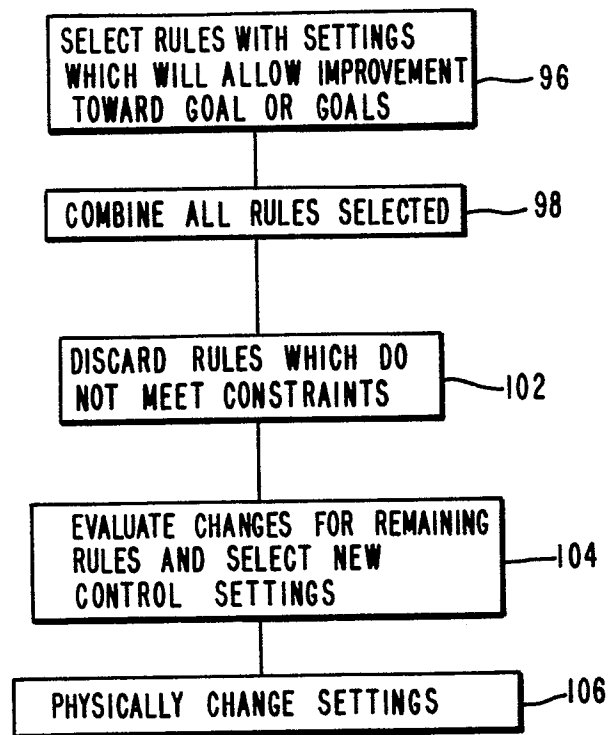 SELECT RULES WITH SETTINGS
WHICH WILL ALLOW IMPROVEMENT
TOWARD GOAL OR GOALS
96
COMBINE ALL RULES SELECTED
98
DISCARD RULES WHICH DO
NOT MEET CONSTRAINTS
102
EVALUATE CHANGES FOR REMAINING
RULES AND SELECT NEW
CONTROL SETTINGS
104
PHYSICALLY CHANGE SETTINGS
106